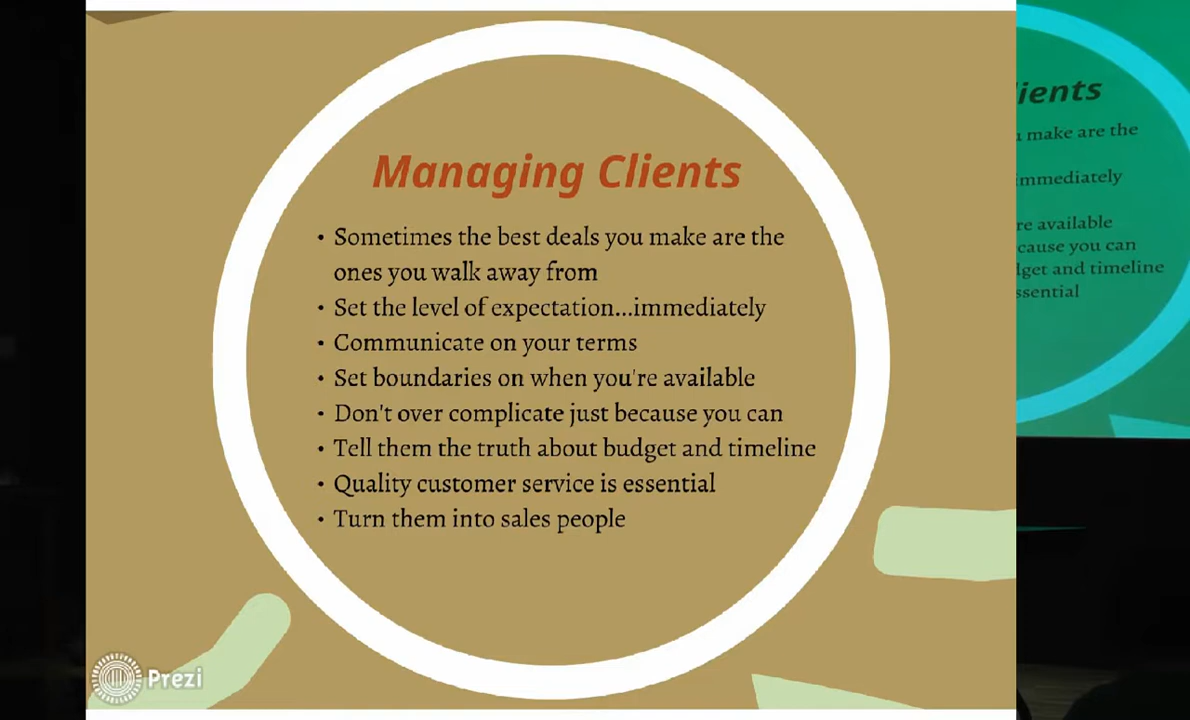 Managing Clients
• Sometimes the best deals you make are the
ones you walk away from
• Set the level of expectation...immediately
• Communicate on your terms
• Set boundaries on when you're available
• Don't over complicate just because you can
• Tell them the truth about budget and timeline
• Quality customer service is essential
• Turn them into sales people
Prezi
lients
u make are the
immediately
re available
cause you can
lget and timeline
ssential